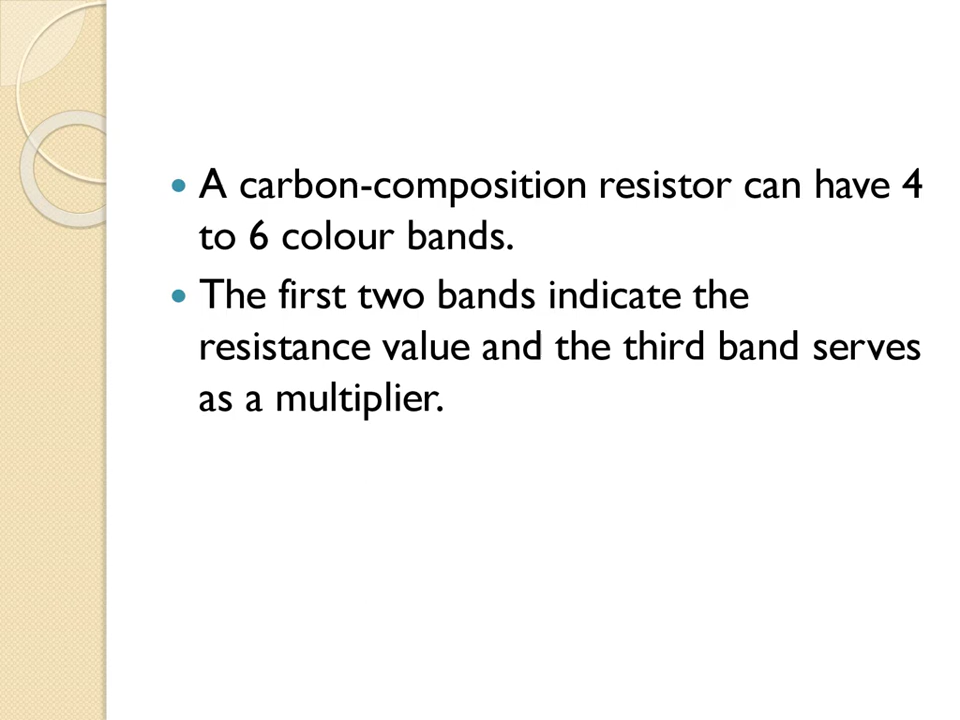 • A carbon-composition resistor can have 4
to 6 colour bands.
• The first two bands indicate the
resistance value and the third band serves
as a multiplier.